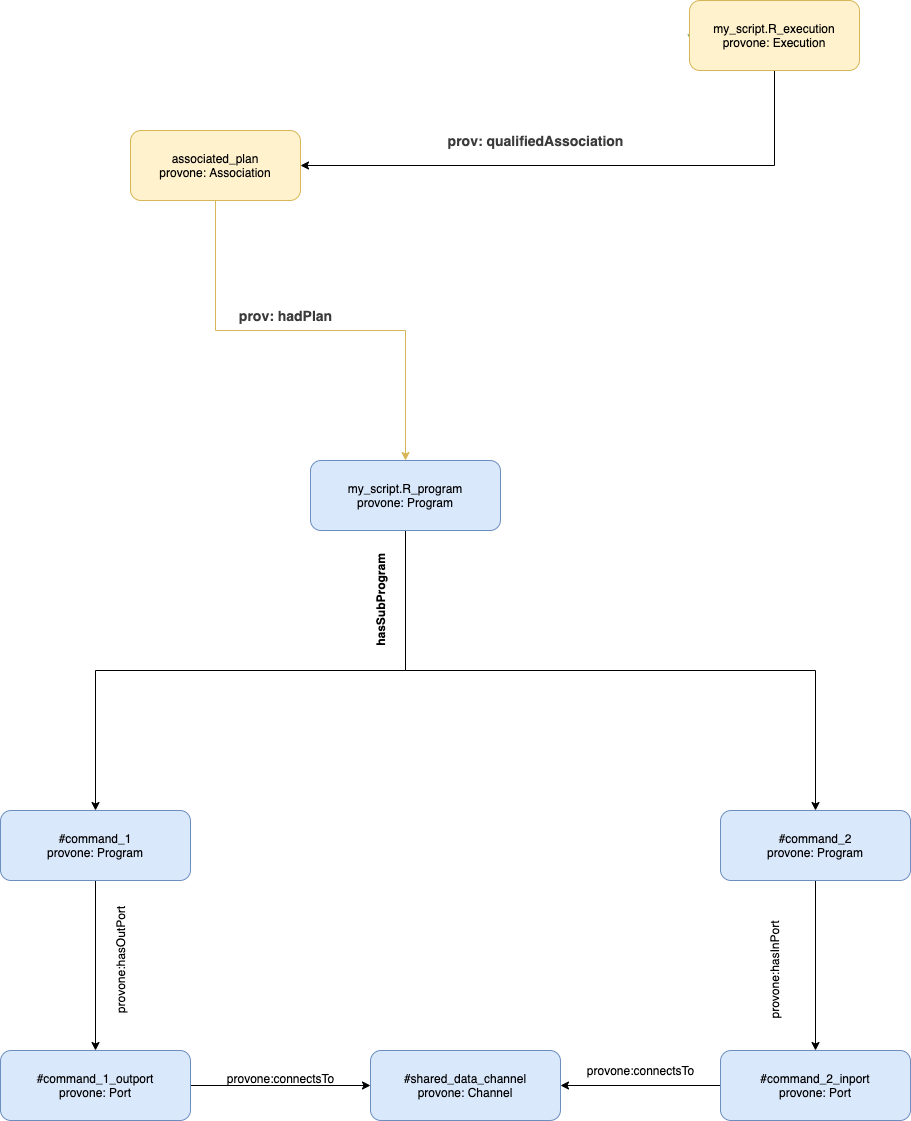 my_script.R_execution
provone: Execution
prov: qualifiedAssociation
associated_plan
provone: Association
prov: hadPlan
my_script.R_program
provone: Program
hasSubProgram
#command_1
provone: Program
#command_2
provone: Program
provone:hasOutPort
provone:hasInPort
#command_1_outport
provone: Port
provone:connectsTo
#shared_data_channel
provone: Channel
provone:connectsTo
#command_2_inport
provone: Port